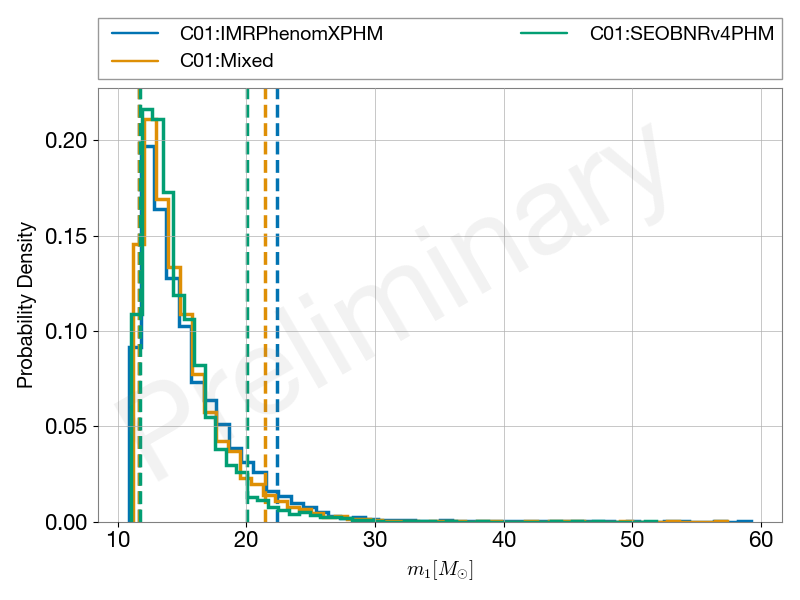 C01:IMRPhenomXPHM
C01:Mixed
C01:SEOBNRv4PHM
Preliminary
Probability Density
0.20
0.15
0.10
0.05
0.00
10 20 30 40 50 60
m₁[M☉]